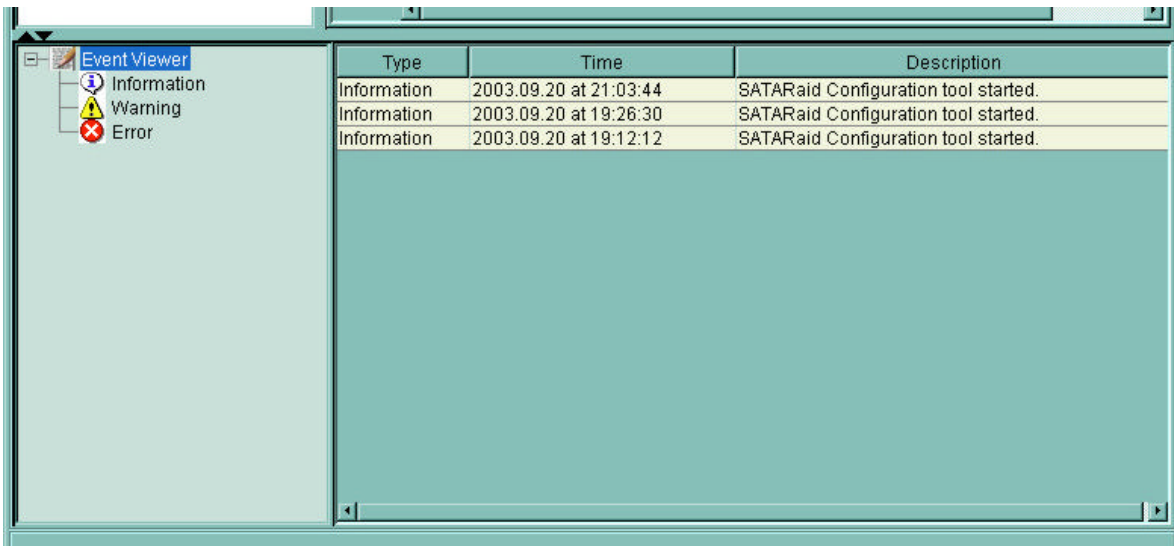 Event Viewer
Information
Warning
Error
Type Time Description
Information 2003.09.20 at 21:03:44 SATARaid Configuration tool started.
Information 2003.09.20 at 19:26:30 SATARaid Configuration tool started.
Information 2003.09.20 at 19:12:12 SATARaid Configuration tool started.